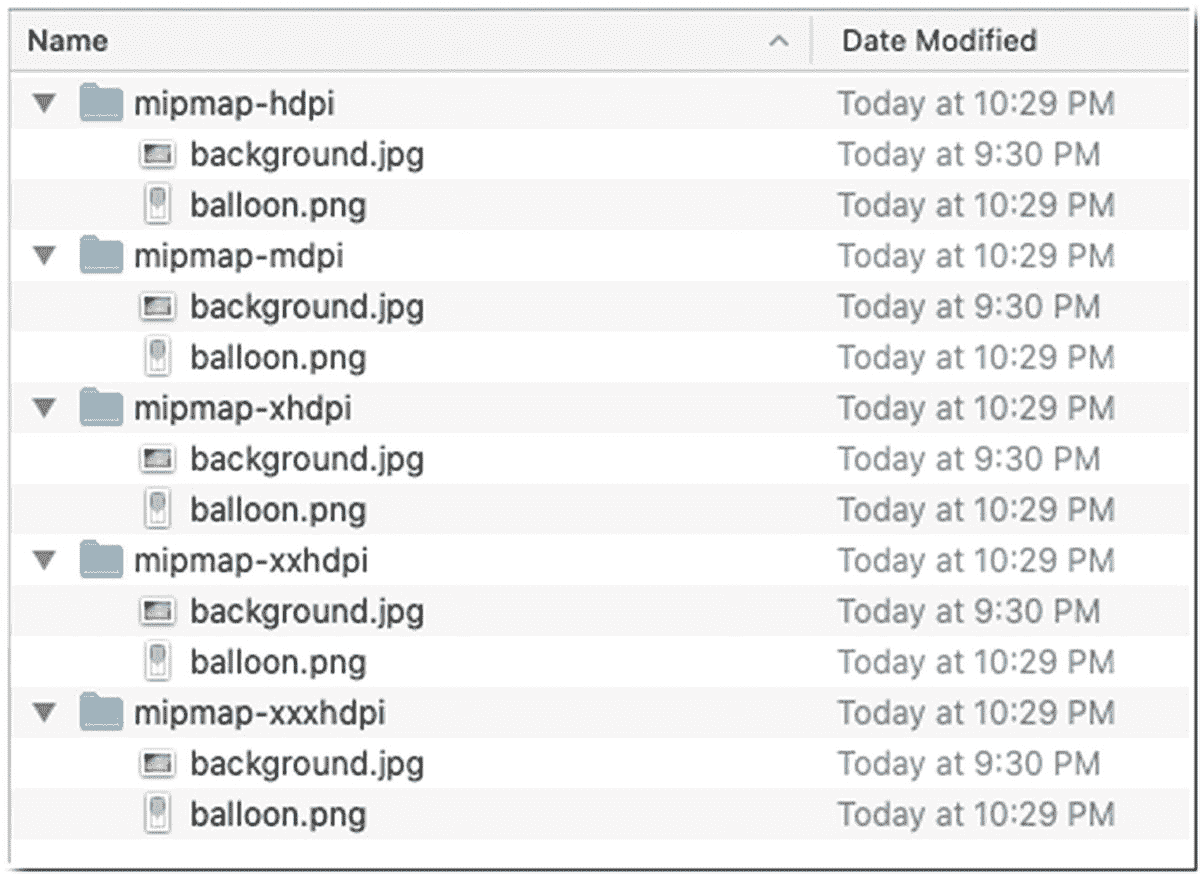 Name Date Modified
mipmap-hdpi Today at 10:29 PM
background.jpg Today at 9:30 PM
balloon.png Today at 10:29 PM
mipmap-mdpi Today at 10:29 PM
background.jpg Today at 9:30 PM
balloon.png Today at 10:29 PM
mipmap-xhdpi Today at 10:29 PM
background.jpg Today at 9:30 PM
balloon.png Today at 10:29 PM
mipmap-xxhdpi Today at 10:29 PM
background.jpg Today at 9:30 PM
balloon.png Today at 10:29 PM
mipmap-xxxhdpi Today at 10:29 PM
background.jpg Today at 9:30 PM
balloon.png Today at 10:29 PM